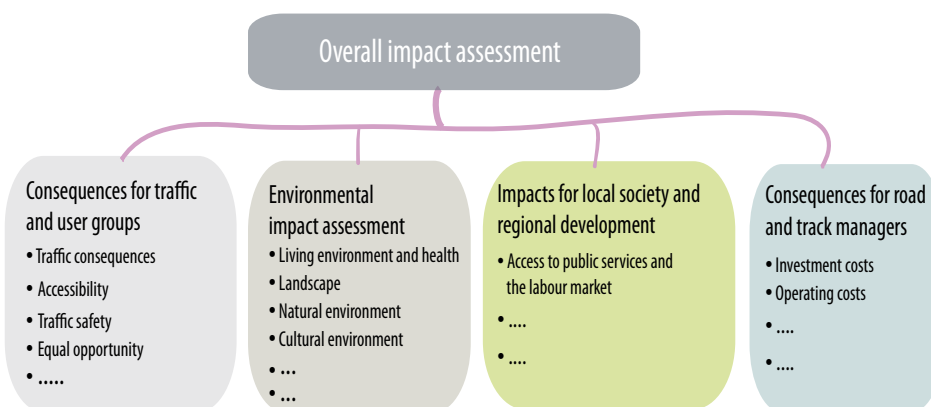 Overall impact assessment
Consequences for traffic
and user groups
• Traffic consequences
• Accessibility
• Traffic safety
• Equal opportunity
• .....
Environmental
impact assessment
• Living environment and health
• Landscape
• Natural environment
• Cultural environment
• ...
• ...
Impacts for local society and
regional development
• Access to public services and
the labour market
• ....
• ....
Consequences for road
and track managers
• Investment costs
• Operating costs
• ....
• ....